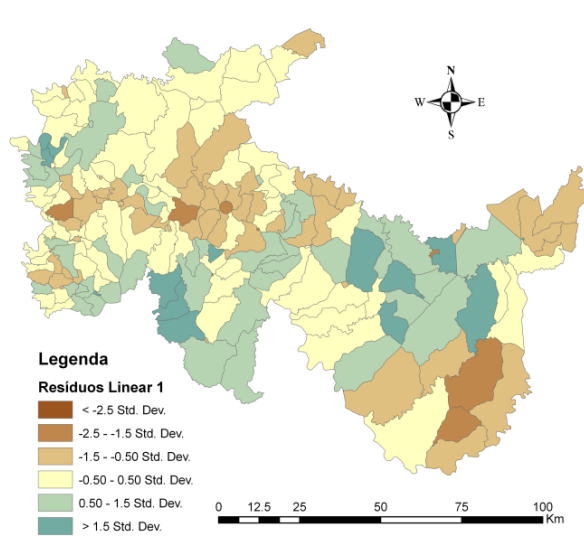 N
W E
S
Legenda
Residuos Linear 1
< -2.5 Std. Dev.
-2.5 - -1.5 Std. Dev.
-1.5 - -0.50 Std. Dev.
-0.50 - 0.50 Std. Dev.
0.50 - 1.5 Std. Dev.
> 1.5 Std. Dev.
0 12.5 25 50 75 100
Km